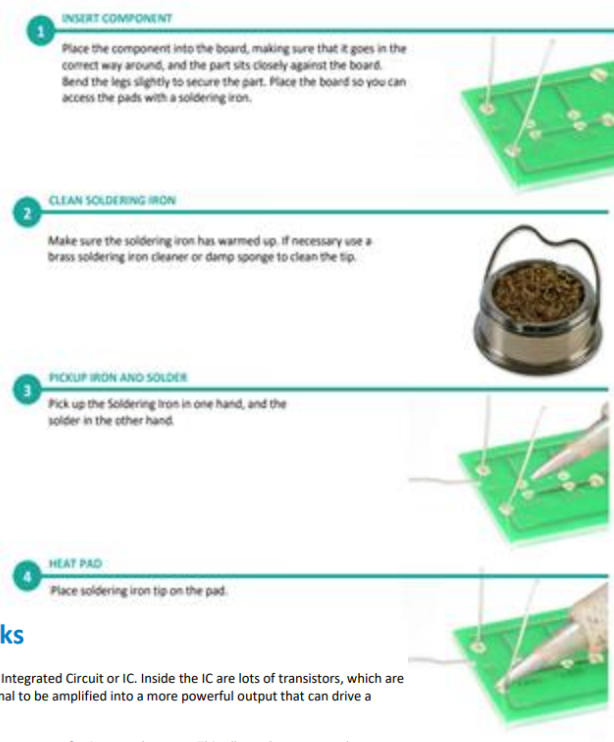 1
INSERT COMPONENT
Place the component into the board, making sure that it goes in the
correct way around, and the part sits closely against the board.
Bend the legs slightly to secure the part. Place the board so you can
access the pads with a soldering iron.
2
CLEAN SOLDERING IRON
Make sure the soldering iron has warmed up. If necessary use a
brass soldering iron cleaner or damp sponge to clean the tip.
3
PICKUP IRON AND SOLDER
Pick up the Soldering Iron in one hand, and the
solder in the other hand.
4
HEAT PAD
Place soldering iron tip on the pad.
ks
Integrated Circuit or IC. Inside the IC are lots of transistors, which are
nal to be amplified into a more powerful output that can drive a